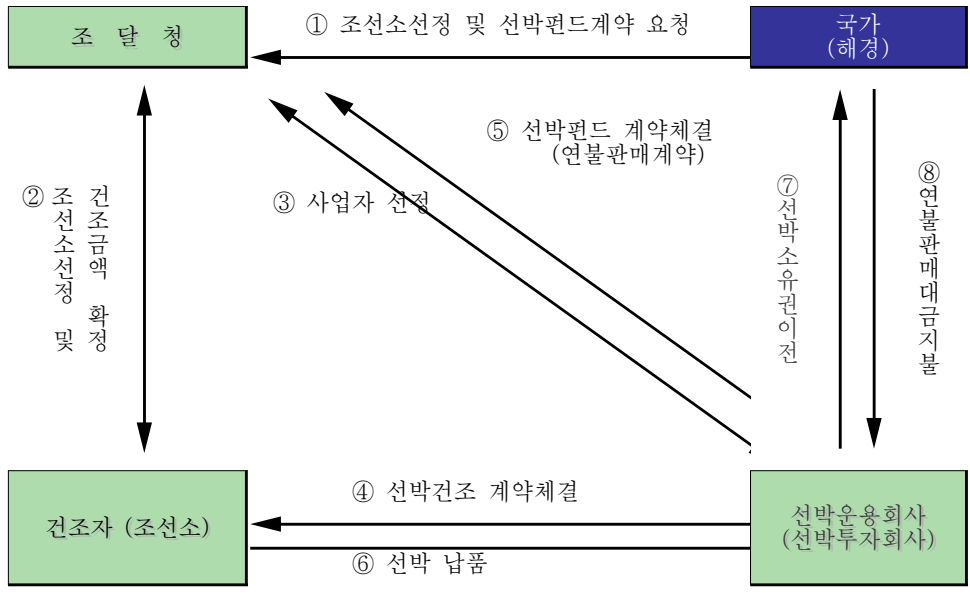 조 달 청
① 조선소선정 및 선박펀드계약 요청
국가
(해경)
⑤ 선박펀드 계약체결
(연불판매계약)
③ 사업자 선정
② 조선소선정 및
건조금액 확정
⑦선박소유권이전
⑧연불판매대금지불
④ 선박건조 계약체결
건조자 (조선소)
선박운용회사
(선박투자회사)
⑥ 선박 납품